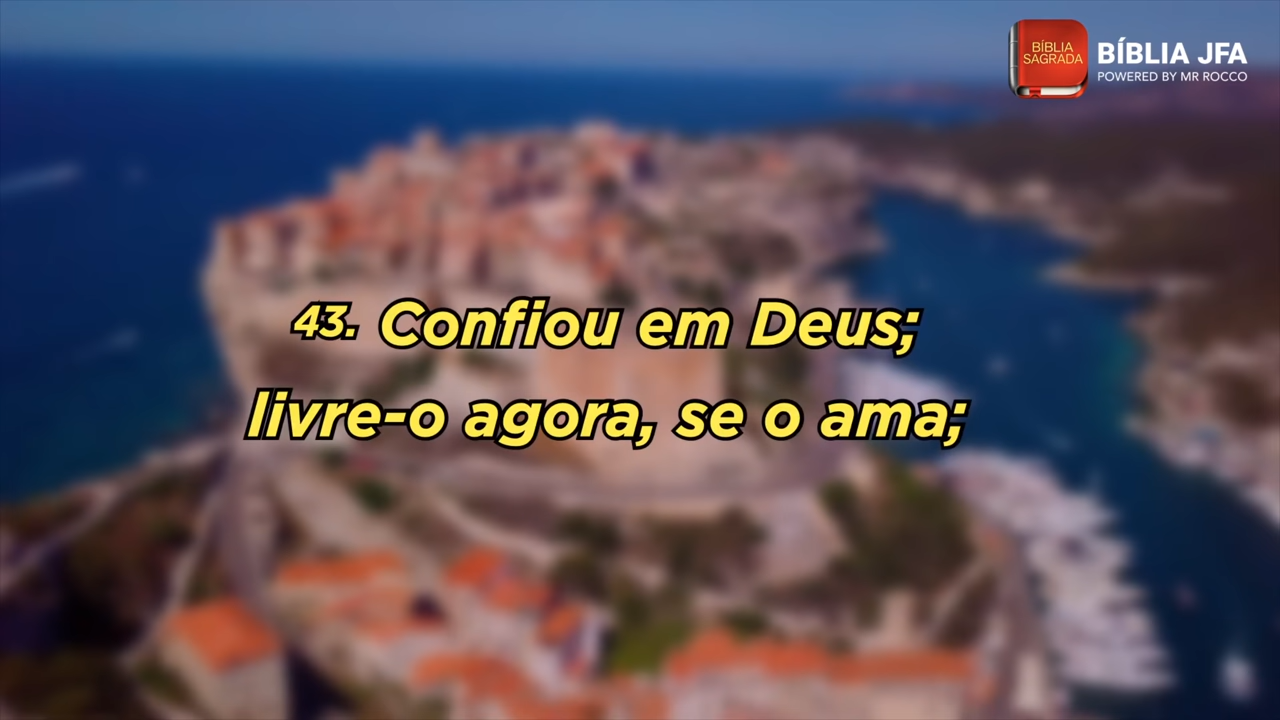 BÍBLIA
SAGRADA
BÍBLIA JFA
POWERED BY MR ROCCO
43. Confiou em Deus;
livre-o agora, se o ama;